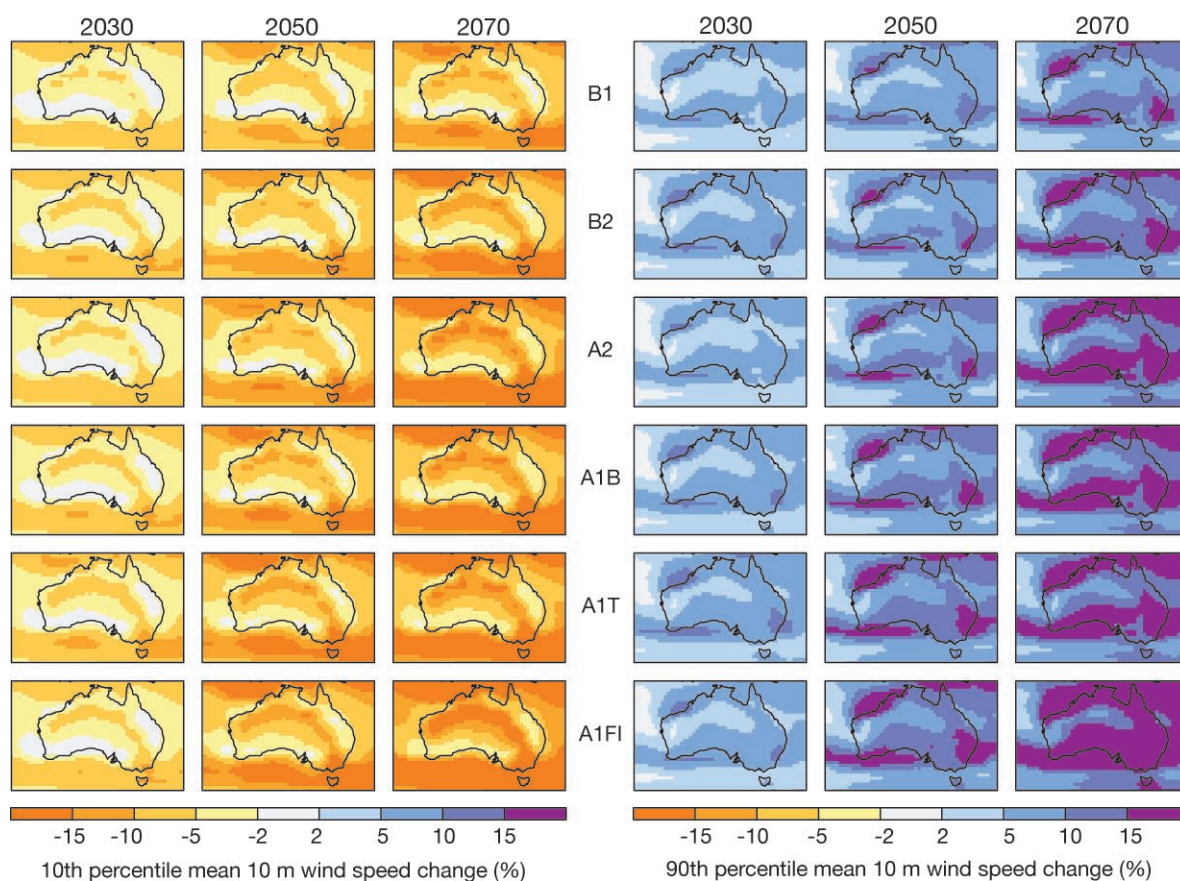 2030 2050 2070 2030 2050 2070
B1
B2
A2
A1B
A1T
A1FI
-15 -10 -5 -2 2 5 10 15 -15 -10 -5 -2 2 5 10 15
10th percentile mean 10 m wind speed change (%) 90th percentile mean 10 m wind speed change (%)